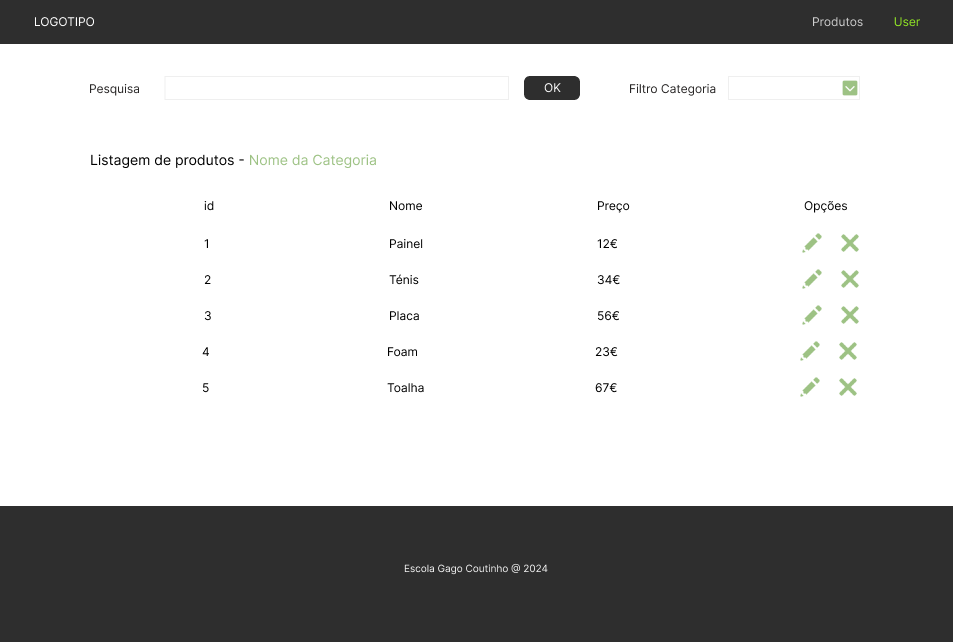 LOGOTIPO Produtos User
Pesquisa OK Filtro Categoria
Listagem de produtos - Nome da Categoria
id Nome Preço Opções
1 Painel 12€
2 Ténis 34€
3 Placa 56€
4 Foam 23€
5 Toalha 67€
Escola Gago Coutinho @ 2024